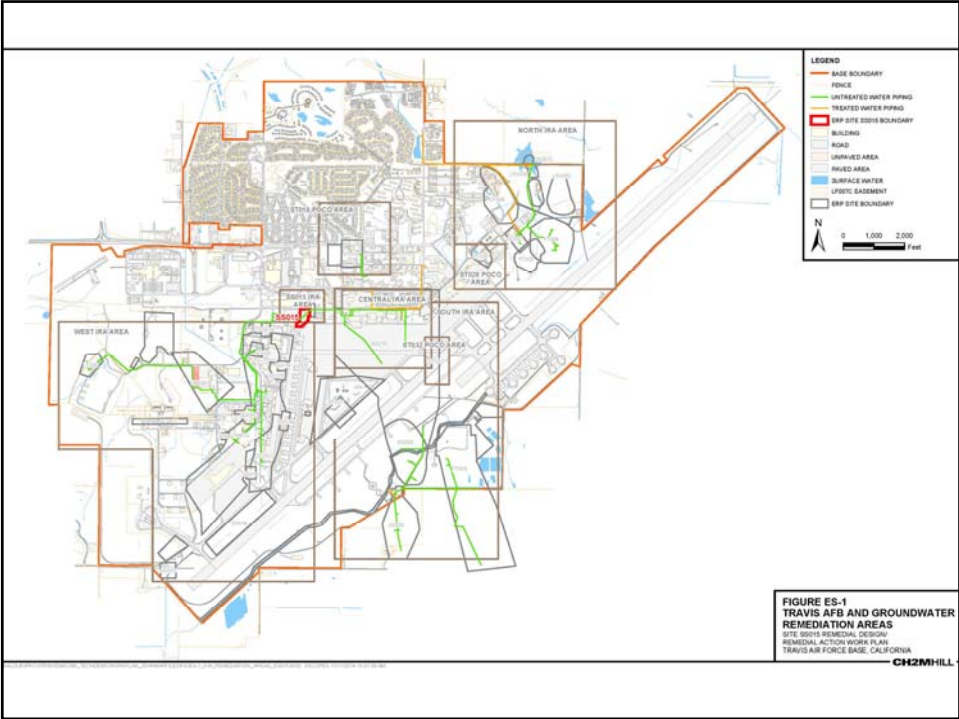 NORTH IRA AREA
ST018 POCO AREA
ST028 POCO
AREA
SS015 IRA
AREA
CENTRAL IRA AREA
SOUTH IRA AREA
SS015
WEST IRA AREA
ST032 POCO AREA
LEGEND
BASE BOUNDARY
FENCE
UNTREATED WATER PIPING
TREATED WATER PIPING
ERP SITE SS015 BOUNDARY
BUILDING
ROAD
UNPAVED AREA
PAVED AREA
SURFACE WATER
LF007C EASEMENT
ERP SITE BOUNDARY
N
0 1,000 2,000
Feet
FIGURE ES-1
TRAVIS AFB AND GROUNDWATER
REMEDIATION AREAS
SITE SS015 REMEDIAL DESIGN/
REMEDIAL ACTION WORK PLAN
TRAVIS AIR FORCE BASE, CALIFORNIA
CH2MHILL